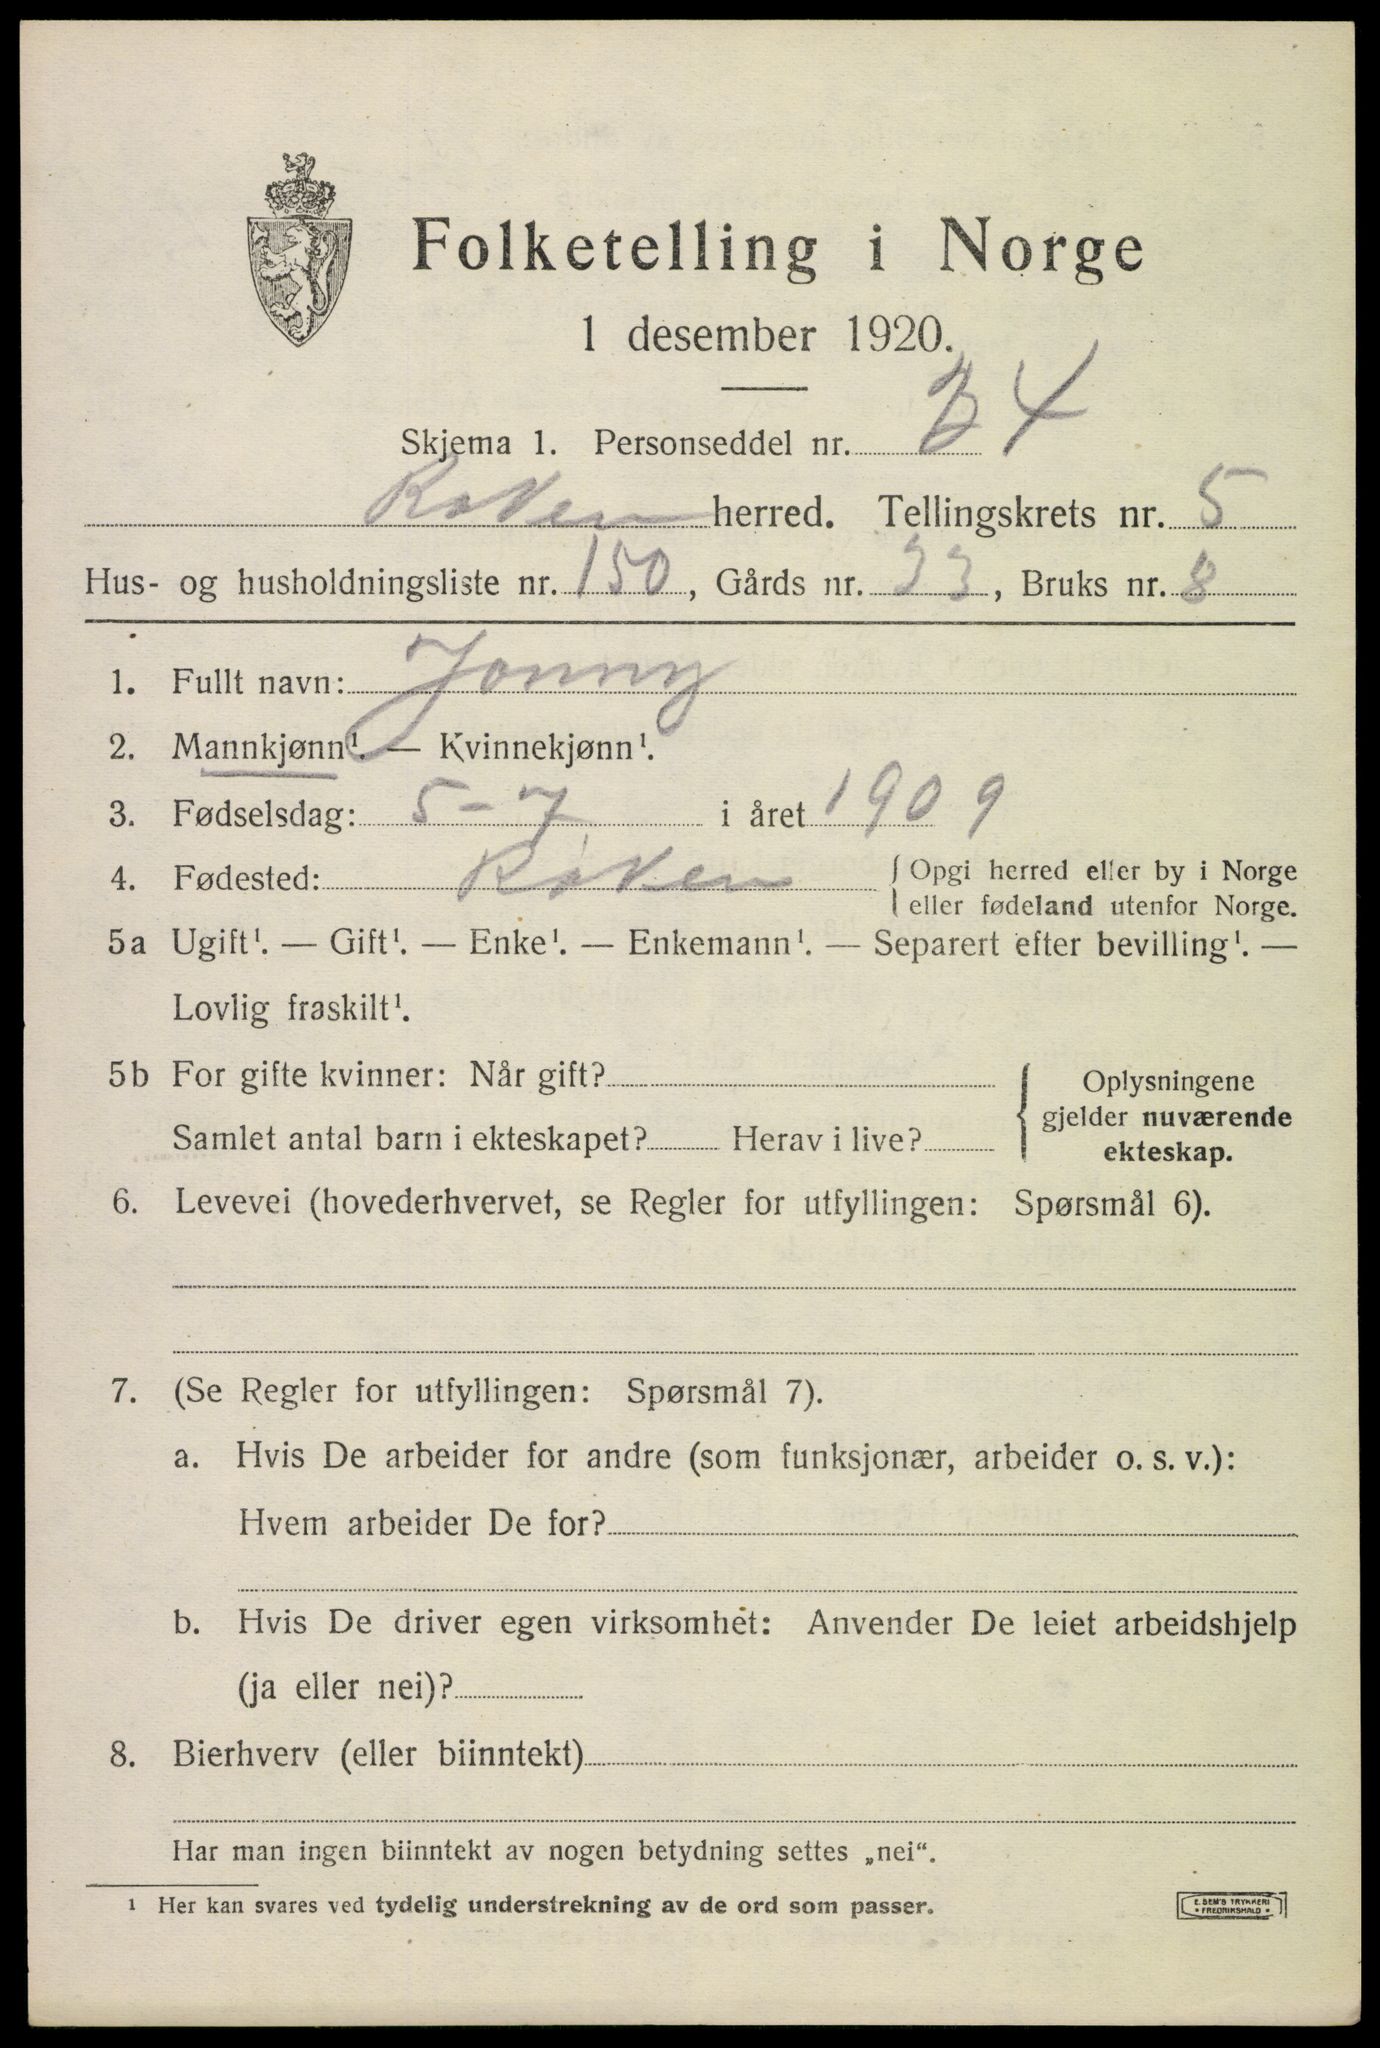 Folketelling i Norge
1 desember 1920.
Skjema 1. Personseddel nr. 4
Røken herred. Tellingskrets nr. 5
Hus- og husholdningsliste nr. 150, Gårds nr. 33, Bruks nr. 8
1. Fullt navn: Jonny
2. Mannkjønn¹. — Kvinnekjønn¹.
3. Fødselsdag: 5-7 i året 1909
4. Fødested: Røken { Opgi herred eller by i Norge
eller fødeland utenfor Norge.
5a Ugift¹. — Gift¹. — Enke¹. — Enkemann¹. — Separert efter bevilling¹. —
Lovlig fraskilt¹.
5b For gifte kvinner: Når gift?
Samlet antal barn i ekteskapet? Herav i live?
{ Oplysningene
gjelder nuværende
ekteskap.
6. Levevei (hovederhvervet, se Regler for utfyllingen: Spørsmål 6).
7. (Se Regler for utfyllingen: Spørsmål 7).
a. Hvis De arbeider for andre (som funksjonær, arbeider o. s. v.):
Hvem arbeider De for?
b. Hvis De driver egen virksomhet: Anvender De leiet arbeidshjelp
(ja eller nei)?
8. Bierhverv (eller biinntekt)
Har man ingen biinntekt av nogen betydning settes „nei“.
¹ Her kan svares ved tydelig understrekning av de ord som passer.
E. SEM'S TRYKKERI
• FREDRIKSHALD •